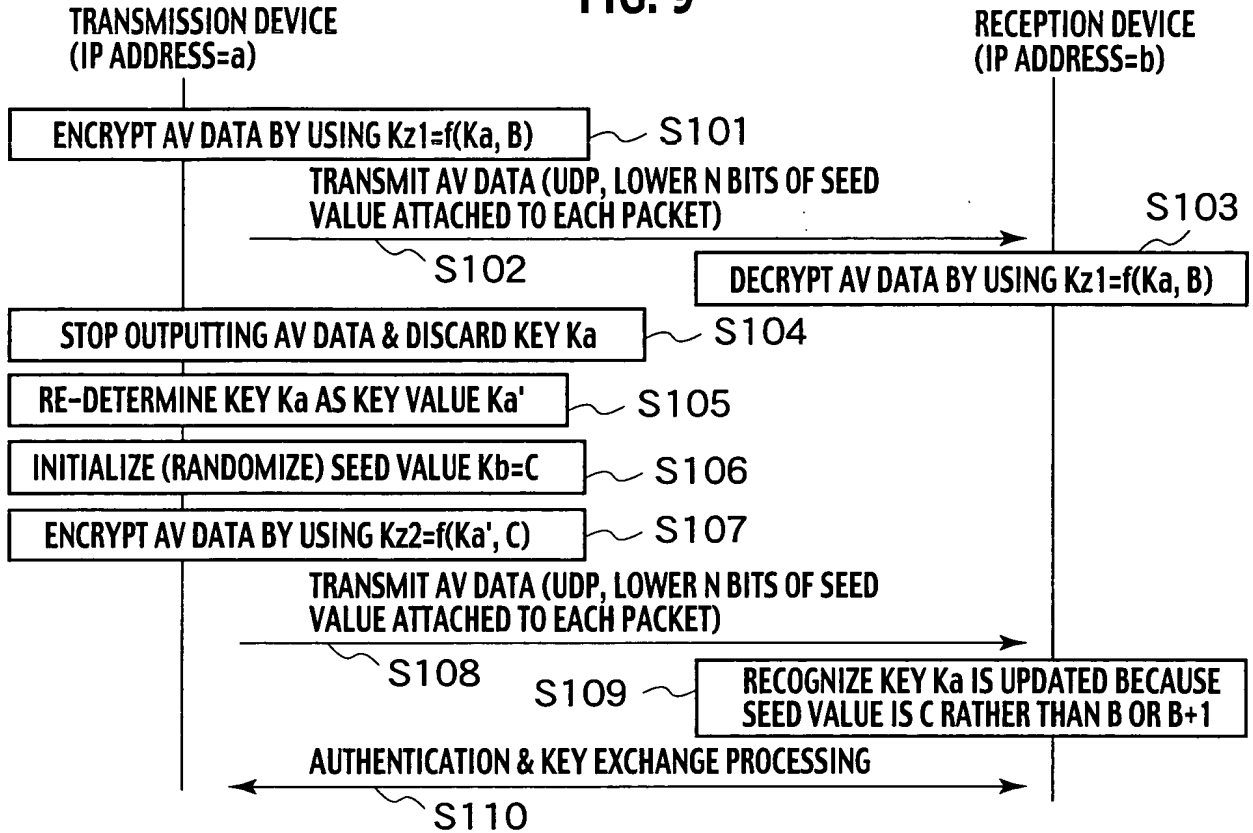 FIG. 9
TRANSMISSION DEVICE
(IP ADDRESS=a)
RECEPTION DEVICE
(IP ADDRESS=b)
ENCRYPT AV DATA BY USING Kz1=f(Ka, B)
S101
TRANSMIT AV DATA (UDP, LOWER N BITS OF SEED
VALUE ATTACHED TO EACH PACKET)
S102
S103
DECRYPT AV DATA BY USING Kz1=f(Ka, B)
STOP OUTPUTTING AV DATA & DISCARD KEY Ka
S104
RE-DETERMINE KEY Ka AS KEY VALUE Ka'
S105
INITIALIZE (RANDOMIZE) SEED VALUE Kb=C
S106
ENCRYPT AV DATA BY USING Kz2=f(Ka', C)
S107
TRANSMIT AV DATA (UDP, LOWER N BITS OF SEED
VALUE ATTACHED TO EACH PACKET)
S108
S109
RECOGNIZE KEY Ka IS UPDATED BECAUSE
SEED VALUE IS C RATHER THAN B OR B+1
AUTHENTICATION & KEY EXCHANGE PROCESSING
S110